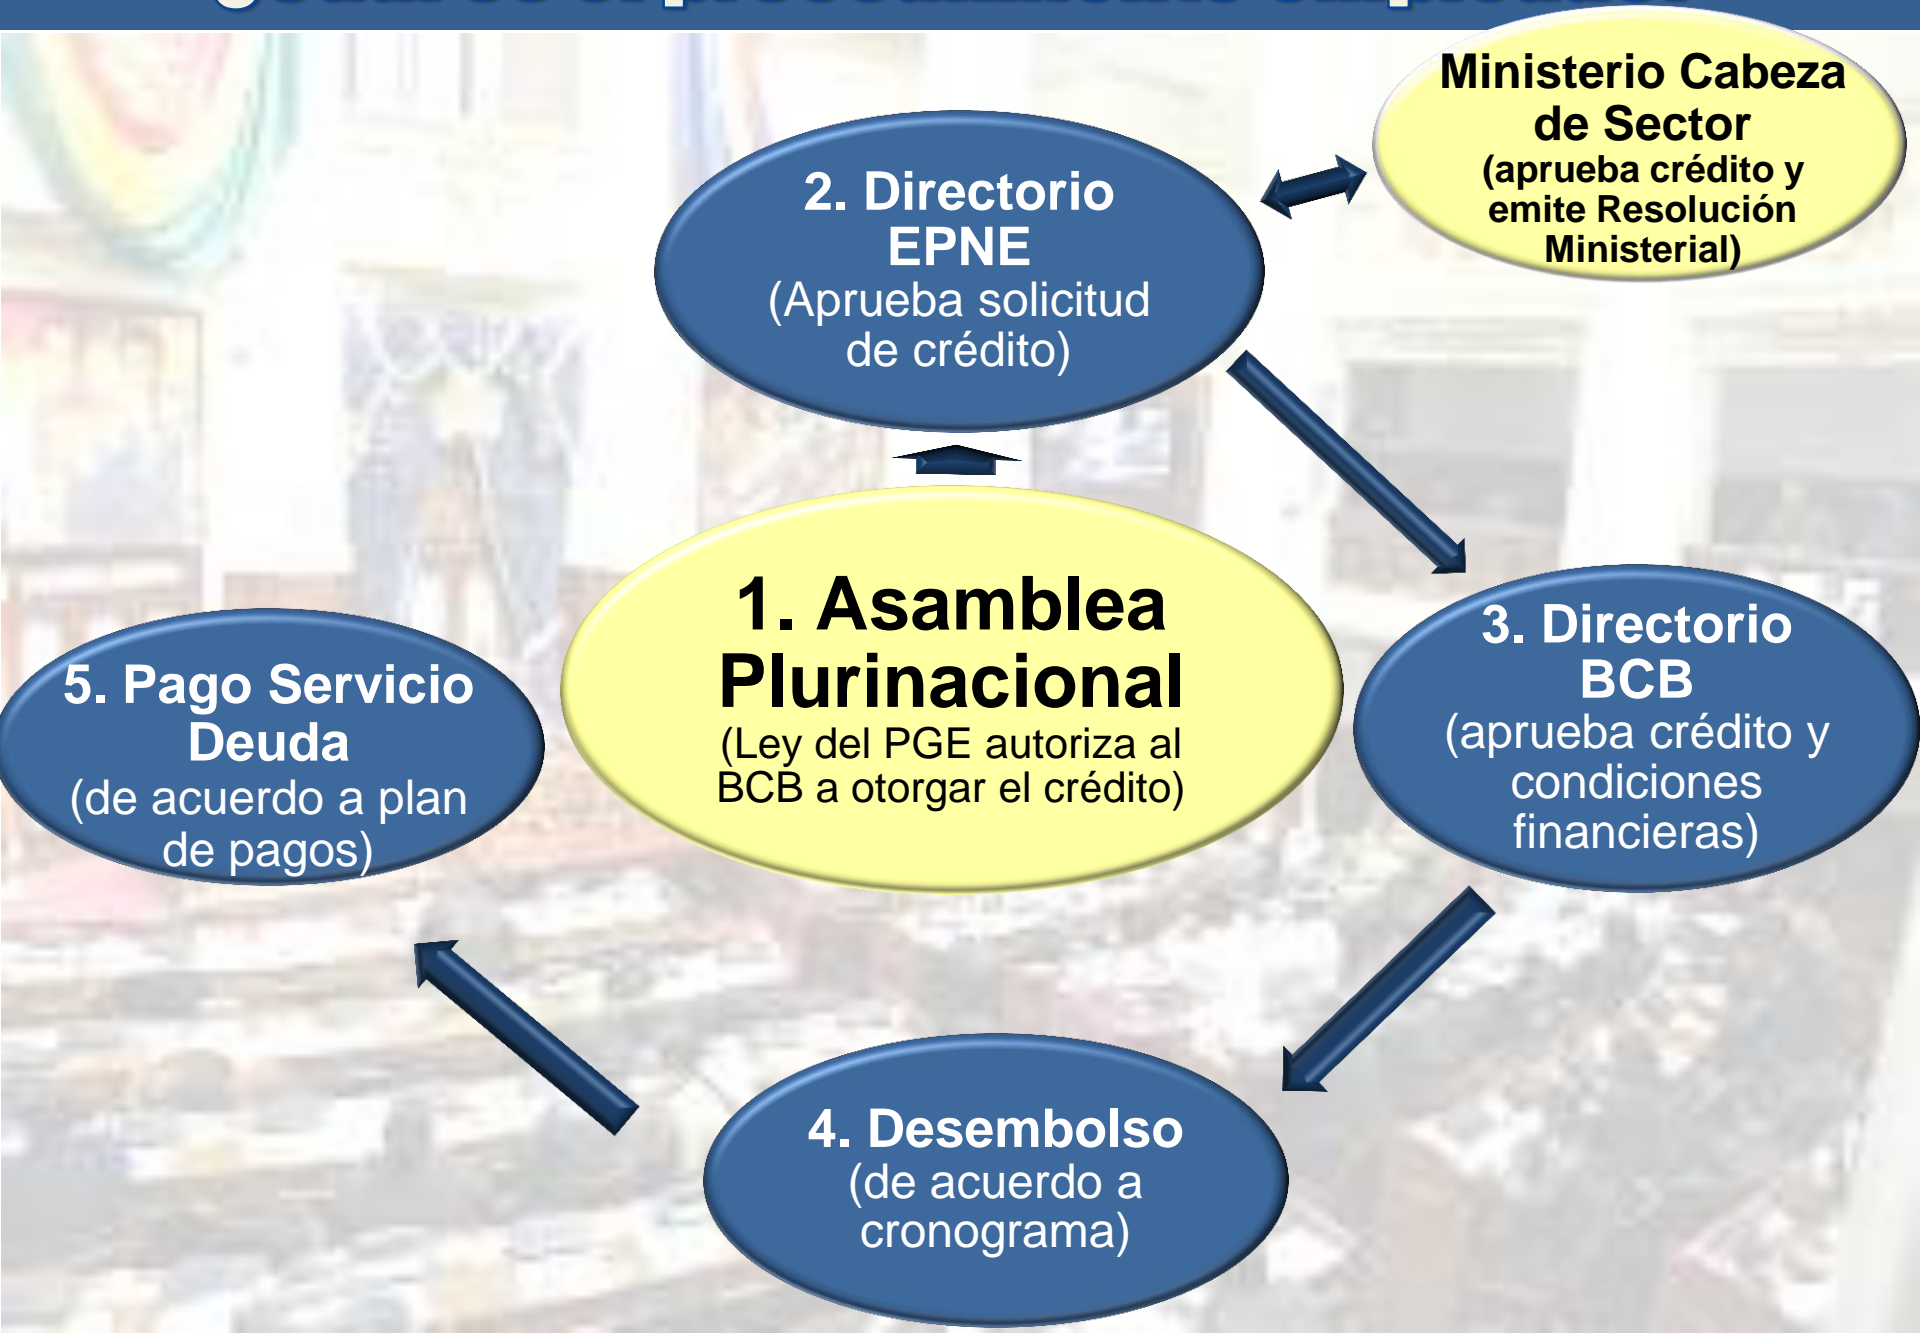 Ministerio Cabeza
de Sector
(aprueba crédito y
emite Resolución
Ministerial)
2. Directorio
EPNE
(Aprueba solicitud
de crédito)
1. Asamblea
Plurinacional
(Ley del PGE autoriza al
BCB a otorgar el crédito)
3. Directorio
BCB
(aprueba crédito y
condiciones
financieras)
5. Pago Servicio
Deuda
(de acuerdo a plan
de pagos)
4. Desembolso
(de acuerdo a
cronograma)